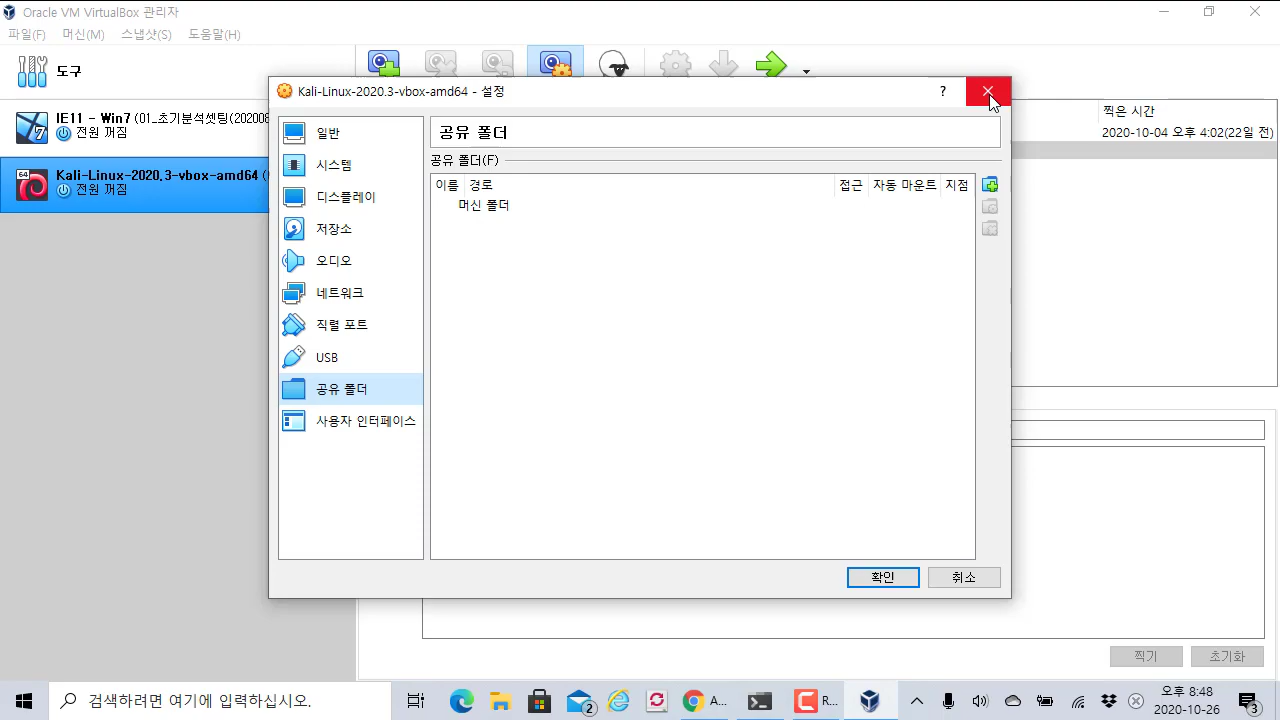 Oracle VM VirtualBox 관리자
파일(F) 머신(M) 스냅샷(S) 도움말(H)
도구
IE11 - Win7 (01_초기분석셋팅(202008
전원 꺼짐
64
Kali-Linux-2020.3-vbox-amd64
전원 꺼짐
찍은 시간
2020-10-04 오후 4:02(22일 전)
Kali-Linux-2020.3-vbox-amd64 - 설정
?
일반
시스템
디스플레이
저장소
오디오
네트워크
직렬 포트
USB
공유 폴더
사용자 인터페이스
공유 폴더
공유 폴더(F)
이름 경로 접근 자동 마운트 지점
머신 폴더
확인 취소
찍기 초기화
검색하려면 여기에 입력하십시오.
2
A...
R...
오후 8:48
2020-10-26
3